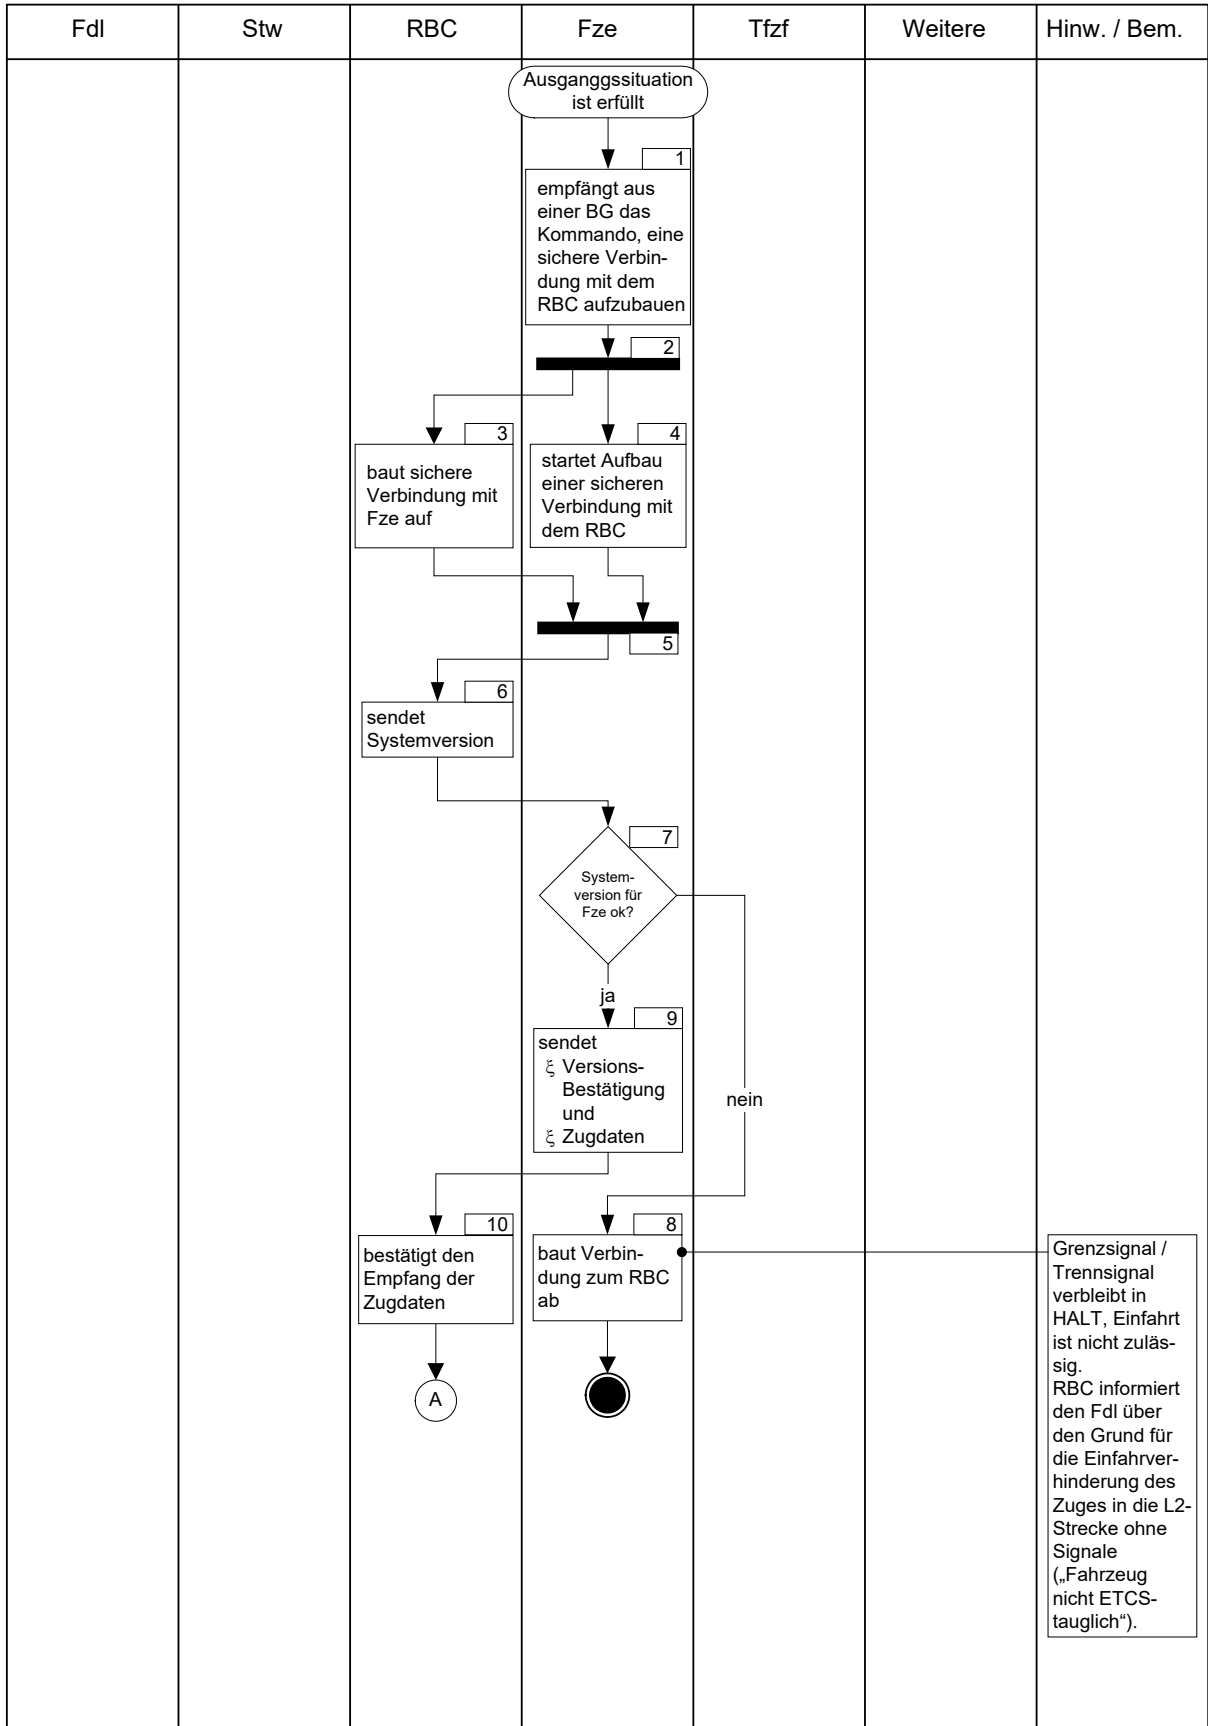 Fdl
Stw
RBC
Fze
Tfzf
Weitere
Hinw. / Bem.
Ausganggssituation
ist erfüllt
1
empfängt aus
einer BG das
Kommando, eine
sichere Verbin-
dung mit dem
RBC aufzubauen
2
3
baut sichere
Verbindung mit
Fze auf
4
startet Aufbau
einer sicheren
Verbindung mit
dem RBC
5
6
sendet
Systemversion
7
System-
version für
Fze ok?
ja
nein
9
sendet
ξ Versions-
Bestätigung
und
ξ Zugdaten
10
bestätigt den
Empfang der
Zugdaten
A
8
baut Verbin-
dung zum RBC
ab
Grenzsignal /
Trennsignal
verbleibt in
HALT, Einfahrt
ist nicht zuläs-
sig.
RBC informiert
den Fdl über
den Grund für
die Einfahrver-
hinderung des
Zuges in die L2-
Strecke ohne
Signale
(„Fahrzeug
nicht ETCS-
tauglich“).